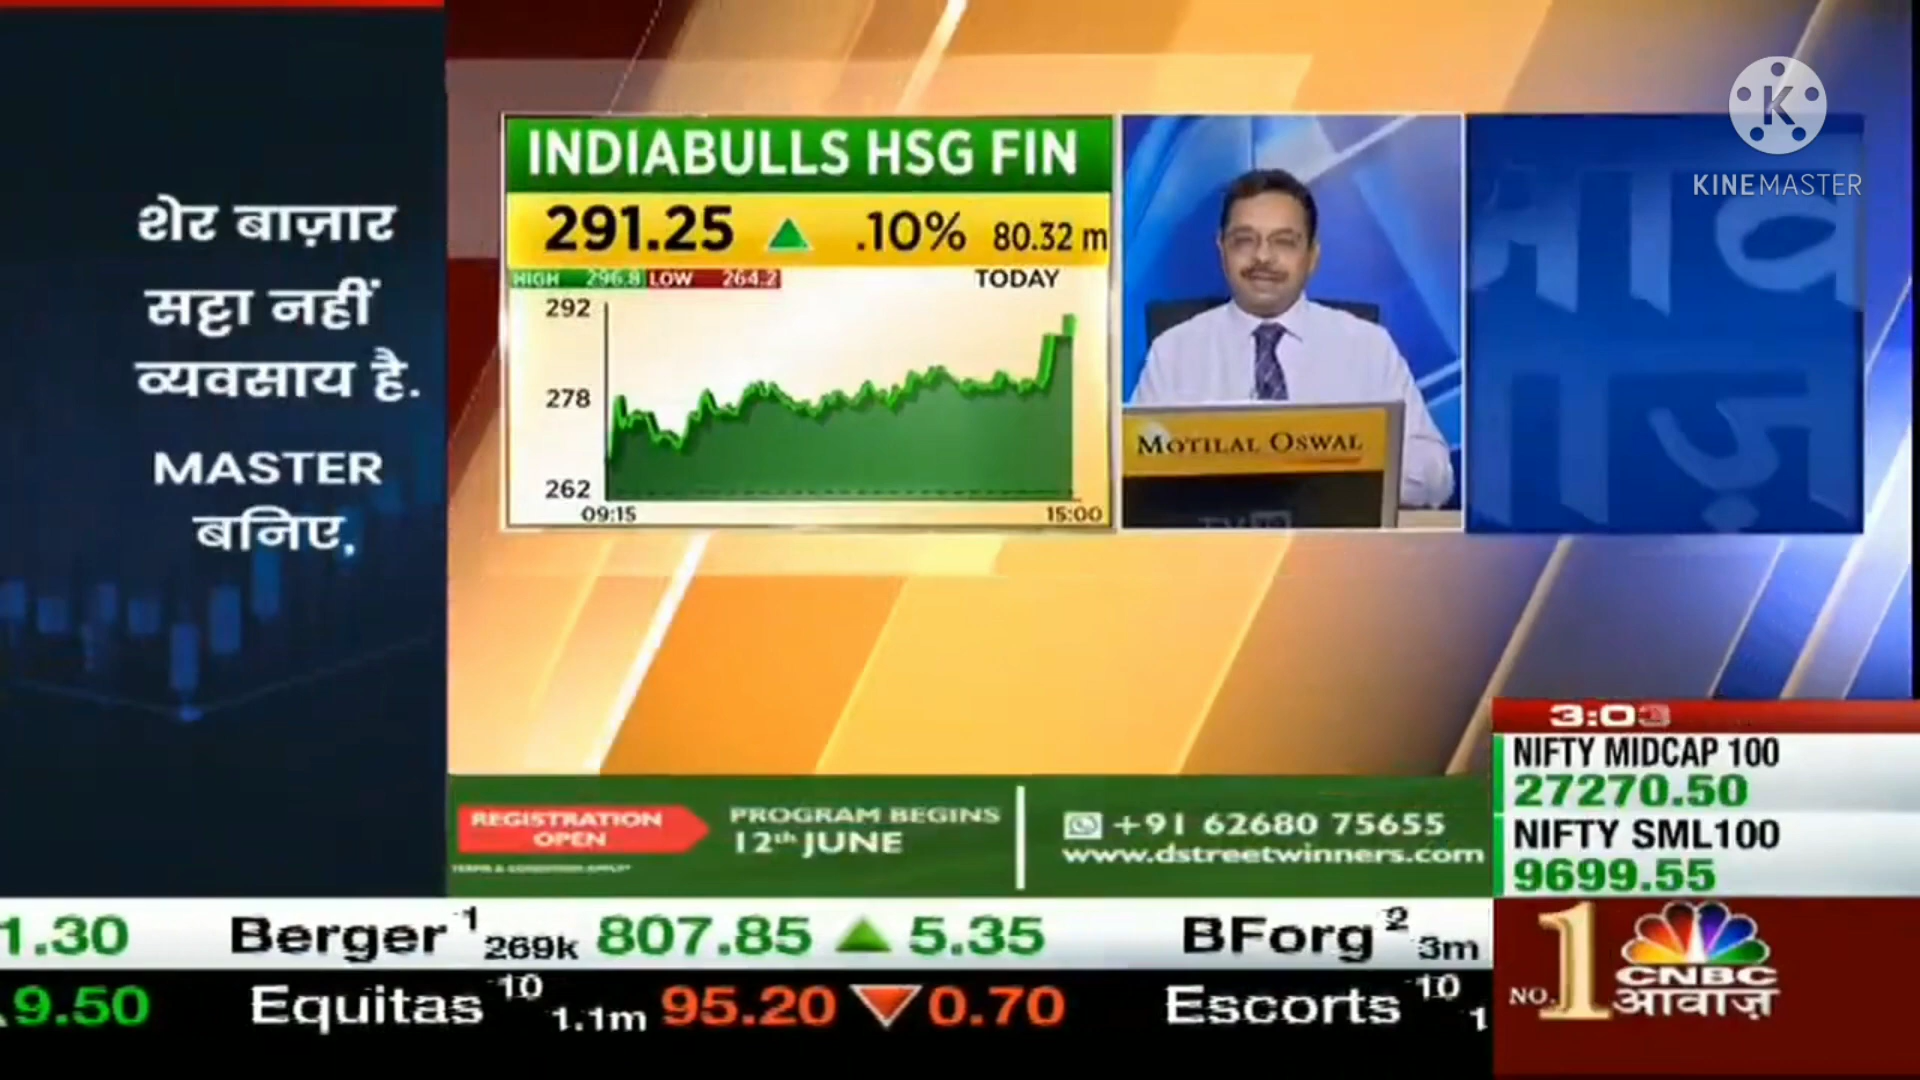 शेर बाज़ार
सट्टा नहीं
व्यवसाय है.
MASTER
बनिए,
INDIABULLS HSG FIN
291.25 ▲ .10% 80.32 m
HIGH 296.8 LOW 264.2 TODAY
292
278
262
09:15 15:00
MOTILAL OSWAL
KINEMASTER
REGISTRATION
OPEN
TERMS & CONDITION APPLY*
PROGRAM BEGINS
12th JUNE
+91 62680 75655
www.dstreetwinners.com
NIFTY MIDCAP 100
27270.50
NIFTY SML100
9699.55
1.30 Berger 1 269k 807.85 ▲ 5.35 BForg 2 3m
9.50 Equitas 10 1.1m 95.20 ▼ 0.70 Escorts 10 1
NO.1 CNBC
आवाज़